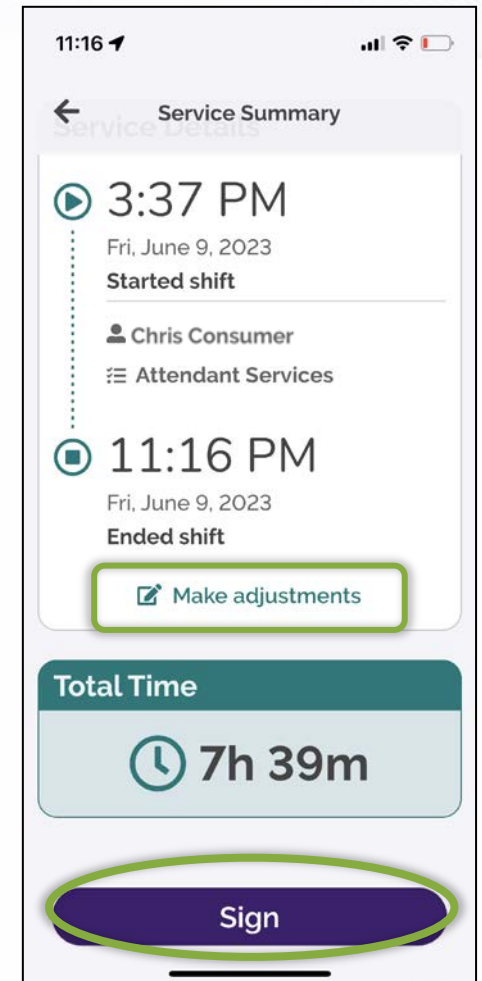 11:16
Service Summary
Service Details
3:37 PM
Fri, June 9, 2023
Started shift
Chris Consumer
Attendant Services
11:16 PM
Fri, June 9, 2023
Ended shift
Make adjustments
Total Time
7h 39m
Sign